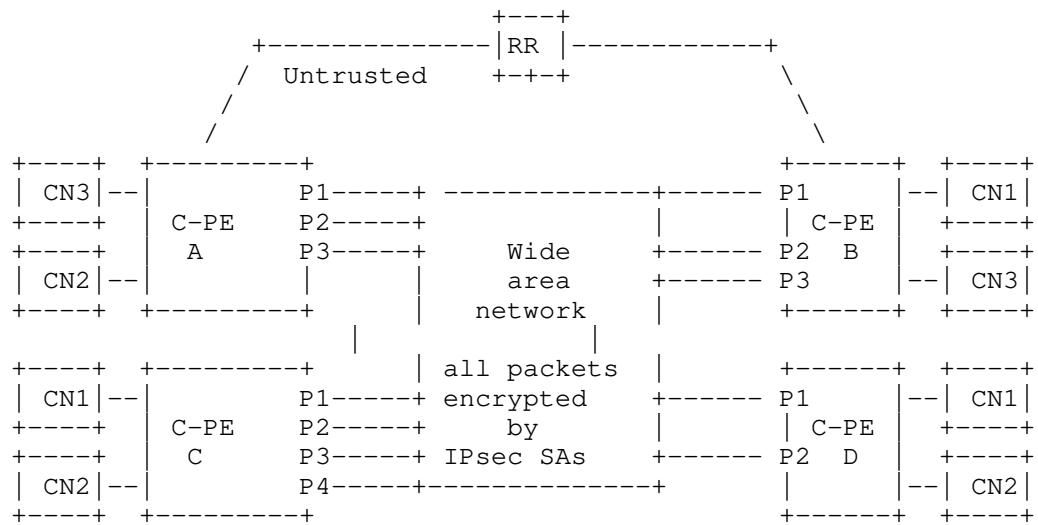 RR
Untrusted
CN3 P1 P1 CN1
C-PE P2 C-PE
A P3 Wide P2 B
CN2 area P3 CN3
network
all packets
CN1 P1 encrypted P1 CN1
C-PE P2 by C-PE
C P3 IPsec SAs P2 D
CN2 P4 CN2